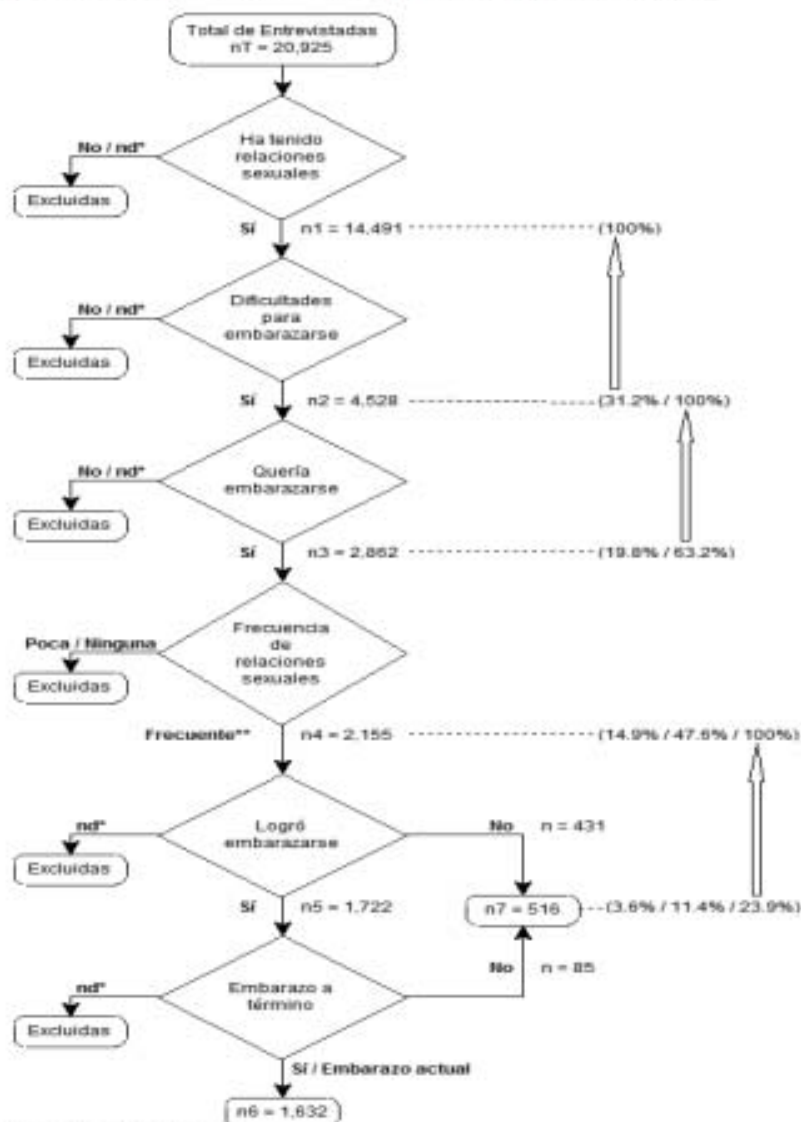 Total de Entrevistadas
nT = 20,925
Ha tenido
relaciones
sexuales
No / nd*
Excluidas
Sí n1 = 14,491 (100%)
Dificultades
para
embarazarse
No / nd*
Excluidas
Sí n2 = 4,528 (31.2% / 100%)
Quería
embarazarse
No / nd*
Excluidas
Sí n3 = 2,862 (19.8% / 63.2%)
Frecuencia
de
relaciones
sexuales
Poca / Ninguna
Excluidas
Frecuente** n4 = 2,155 (14.9% / 47.6% / 100%)
Logró
embarazarse
nd*
Excluidas
No n = 431
Sí n5 = 1,722
n7 = 516 (3.6% / 11.4% / 23.9%)
No n = 85
Embarazo a
término
nd*
Excluidas
Sí / Embarazo actual
n6 = 1,632